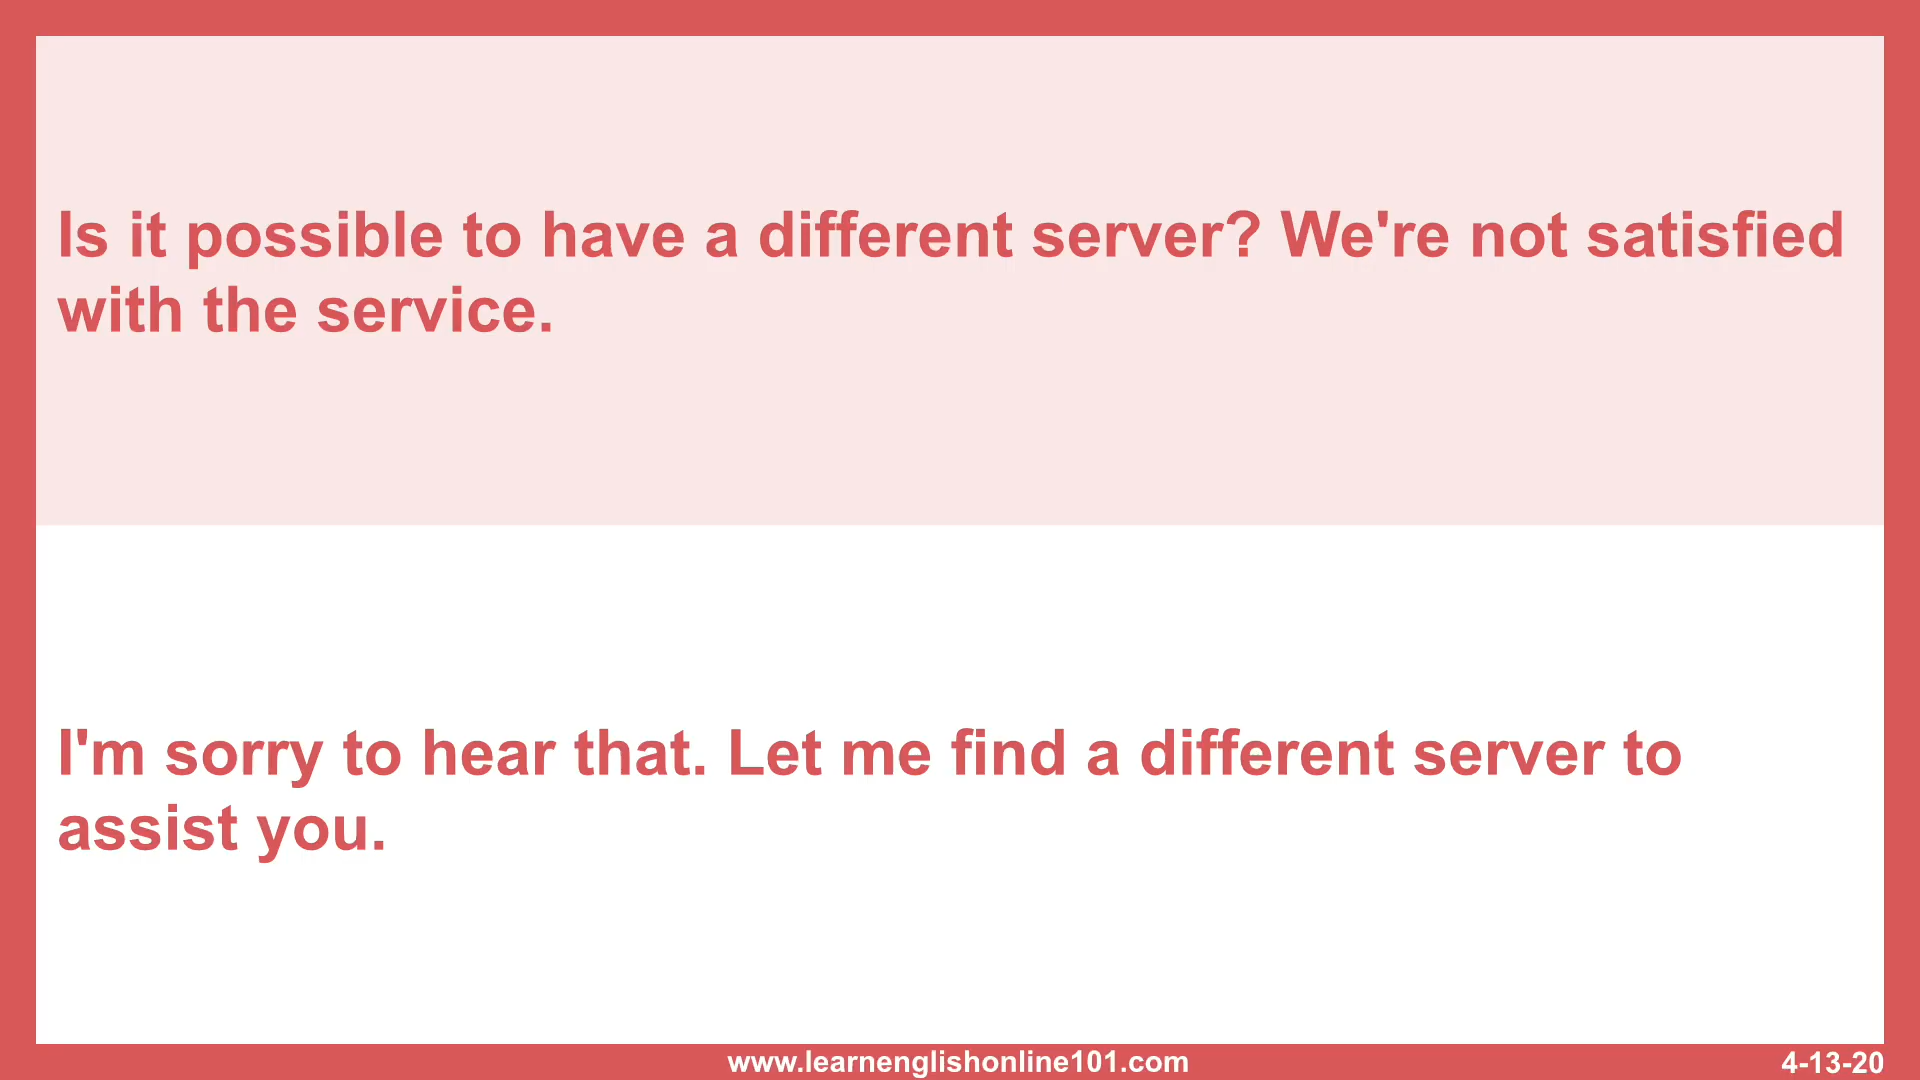 Is it possible to have a different server? We're not satisfied
with the service.
I'm sorry to hear that. Let me find a different server to
assist you.
www.learnenglishonline101.com
4-13-20